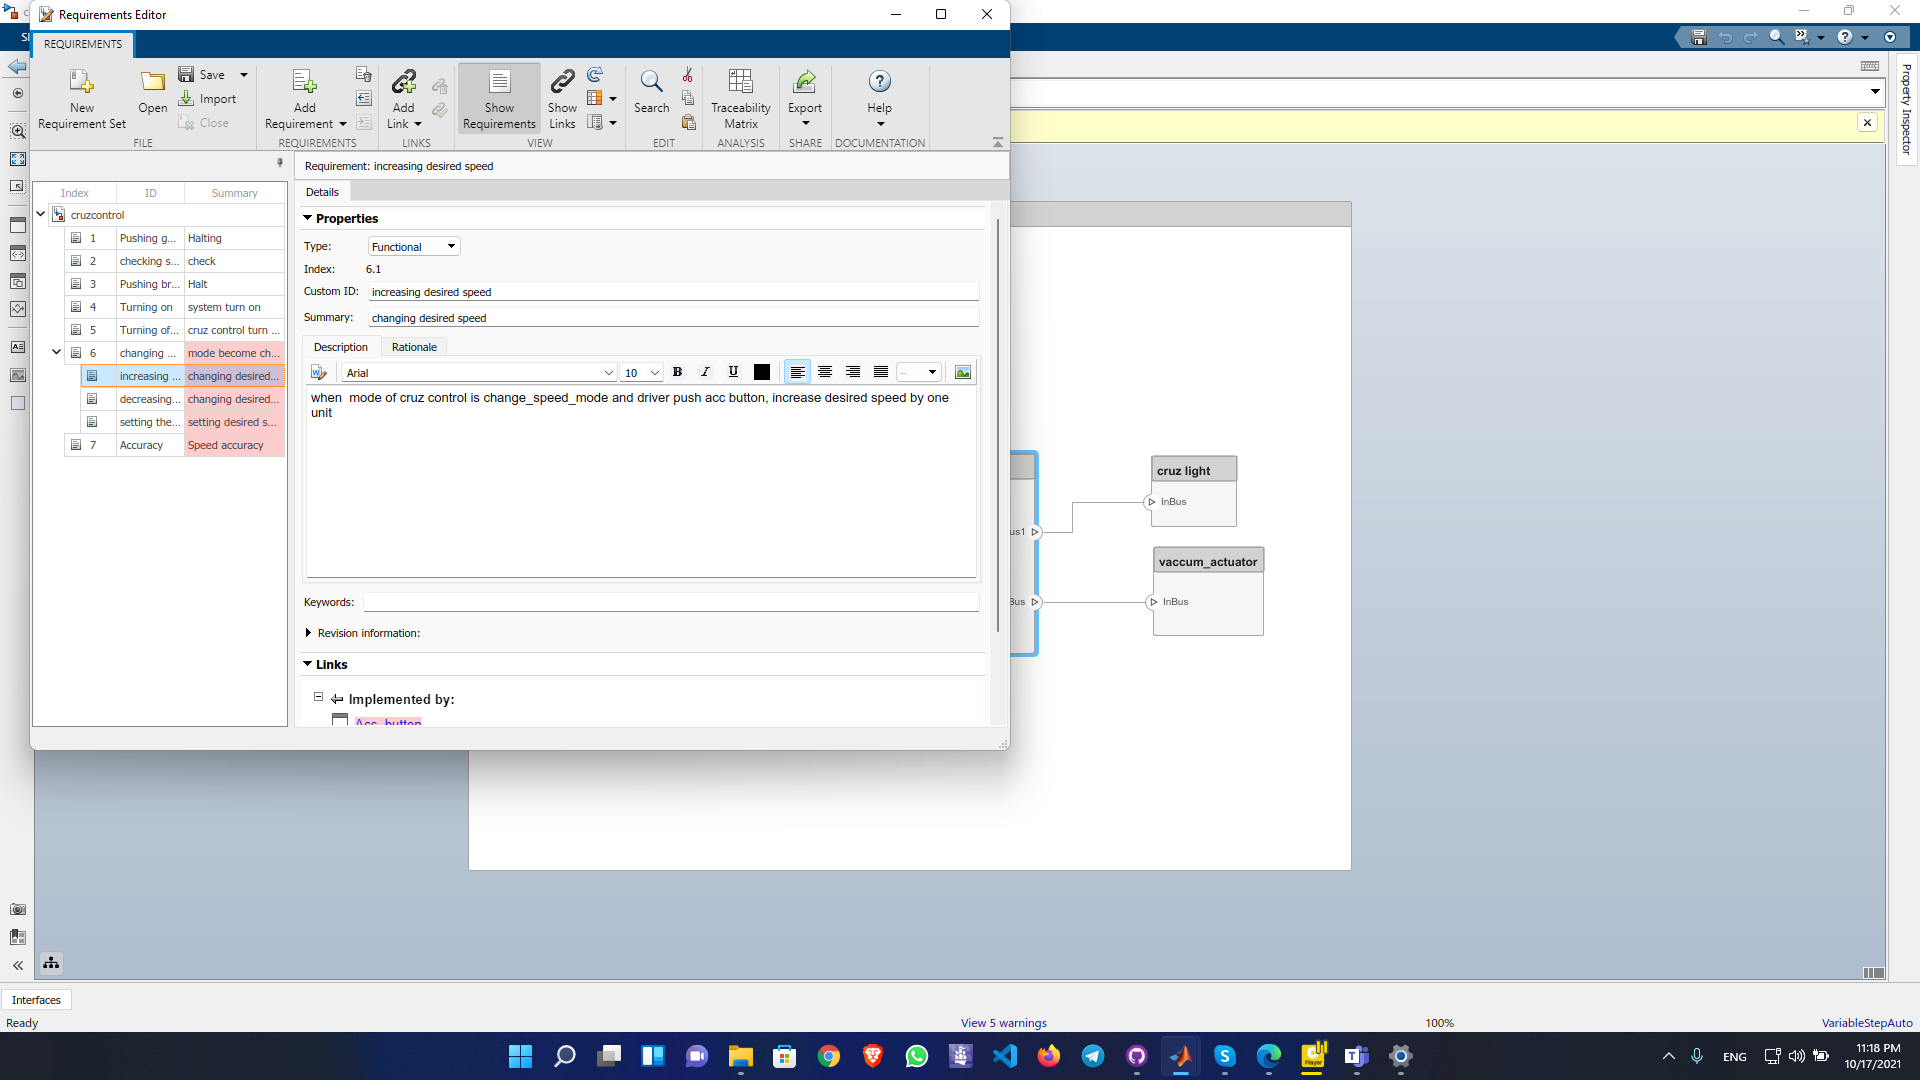 Requirements Editor
REQUIREMENTS
New
Requirement Set
Open
Save
Import
Close
Add
Requirement
Add
Link
Show
Requirements
Show
Links
Search
Traceability
Matrix
Export
Help
FILE
REQUIREMENTS
LINKS
VIEW
EDIT
ANALYSIS
SHARE
DOCUMENTATION
Property Inspector
Index
ID
Summary
cruzcontrol
1 Pushing g... Halting
2 checking s... check
3 Pushing br... Halt
4 Turning on system turn on
5 Turning of... cruz control turn ...
6 changing ... mode become ch...
increasing ... changing desired...
decreasing... changing desired...
setting the... setting desired s...
7 Accuracy Speed accuracy
Requirement: increasing desired speed
Details
Properties
Type: Functional
Index: 6.1
Custom ID: increasing desired speed
Summary: changing desired speed
Description Rationale
Arial 10 B I U
when  mode of cruz control is change_speed_mode and driver push acc button, increase desired speed by one
unit
Keywords:
Revision information:
Links
Implemented by:
Acc_button
us1
Bus
cruz light
InBus
vaccum_actuator
InBus
Interfaces
Ready
View 5 warnings
100%
VariableStepAuto
ENG
11:18 PM
10/17/2021